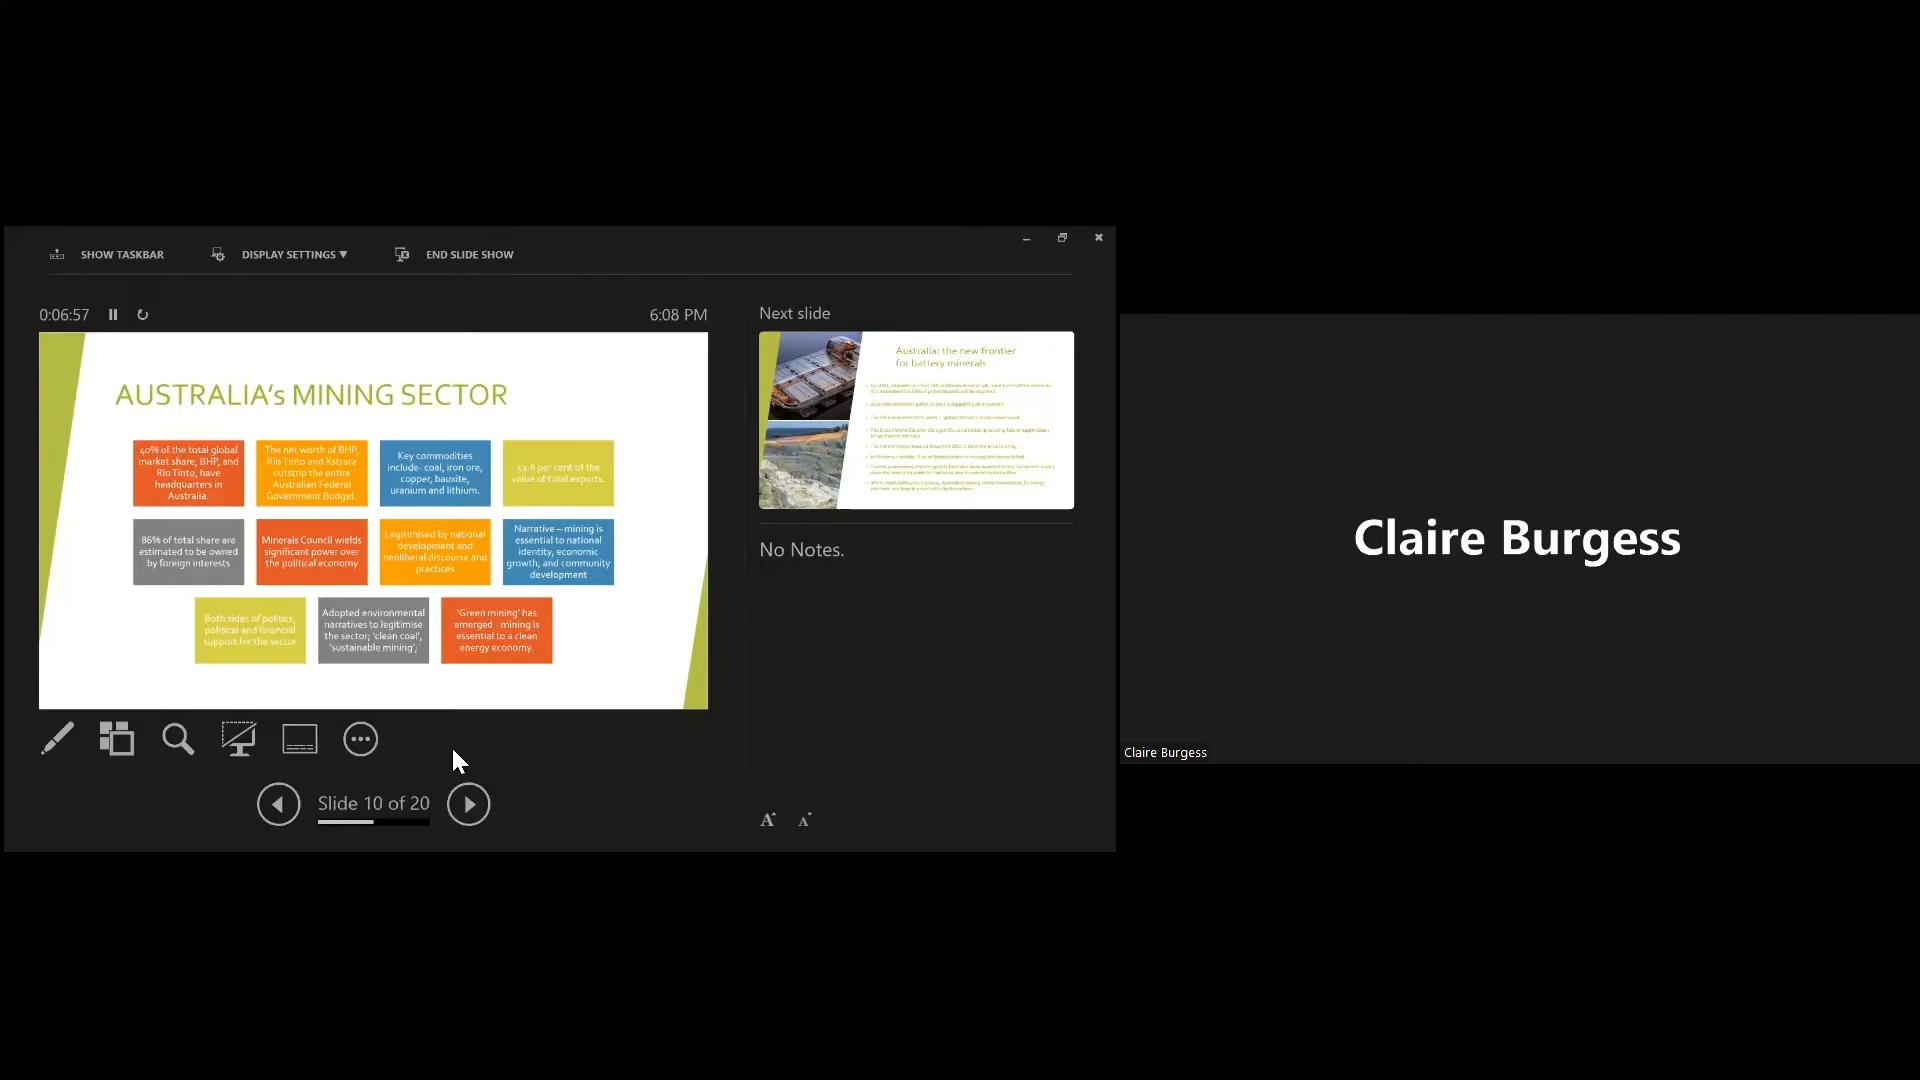 SHOW TASKBAR
DISPLAY SETTINGS ▼
END SLIDE SHOW
0:06:57
6:08 PM
AUSTRALIA's MINING SECTOR
40% of the total global
market share, BHP, and
Rio Tinto, have
headquarters in
Australia.
The net worth of BHP,
Rio Tinto and Xstrata
outstrip the entire
Australian Federal
Government Budget.
Key commodities
include- coal, iron ore,
copper, bauxite,
uranium and lithium.
52.8 per cent of the
value of total exports.
86% of total share are
estimated to be owned
by foreign interests
Minerals Council wields
significant power over
the political economy
Legitimised by national
development and
neoliberal discourse and
practices
Narrative – mining is
essential to national
identity, economic
growth, and community
development
Both sides of politics,
political and financial
support for the sector
Adopted environmental
narratives to legitimise
the sector; 'clean coal',
'sustainable mining';
'Green mining' has
emerged - mining is
essential to a clean
energy economy.
Slide 10 of 20
Next slide
Australia: the new frontier
for battery minerals
No Notes.
A
A
Claire Burgess
Claire Burgess